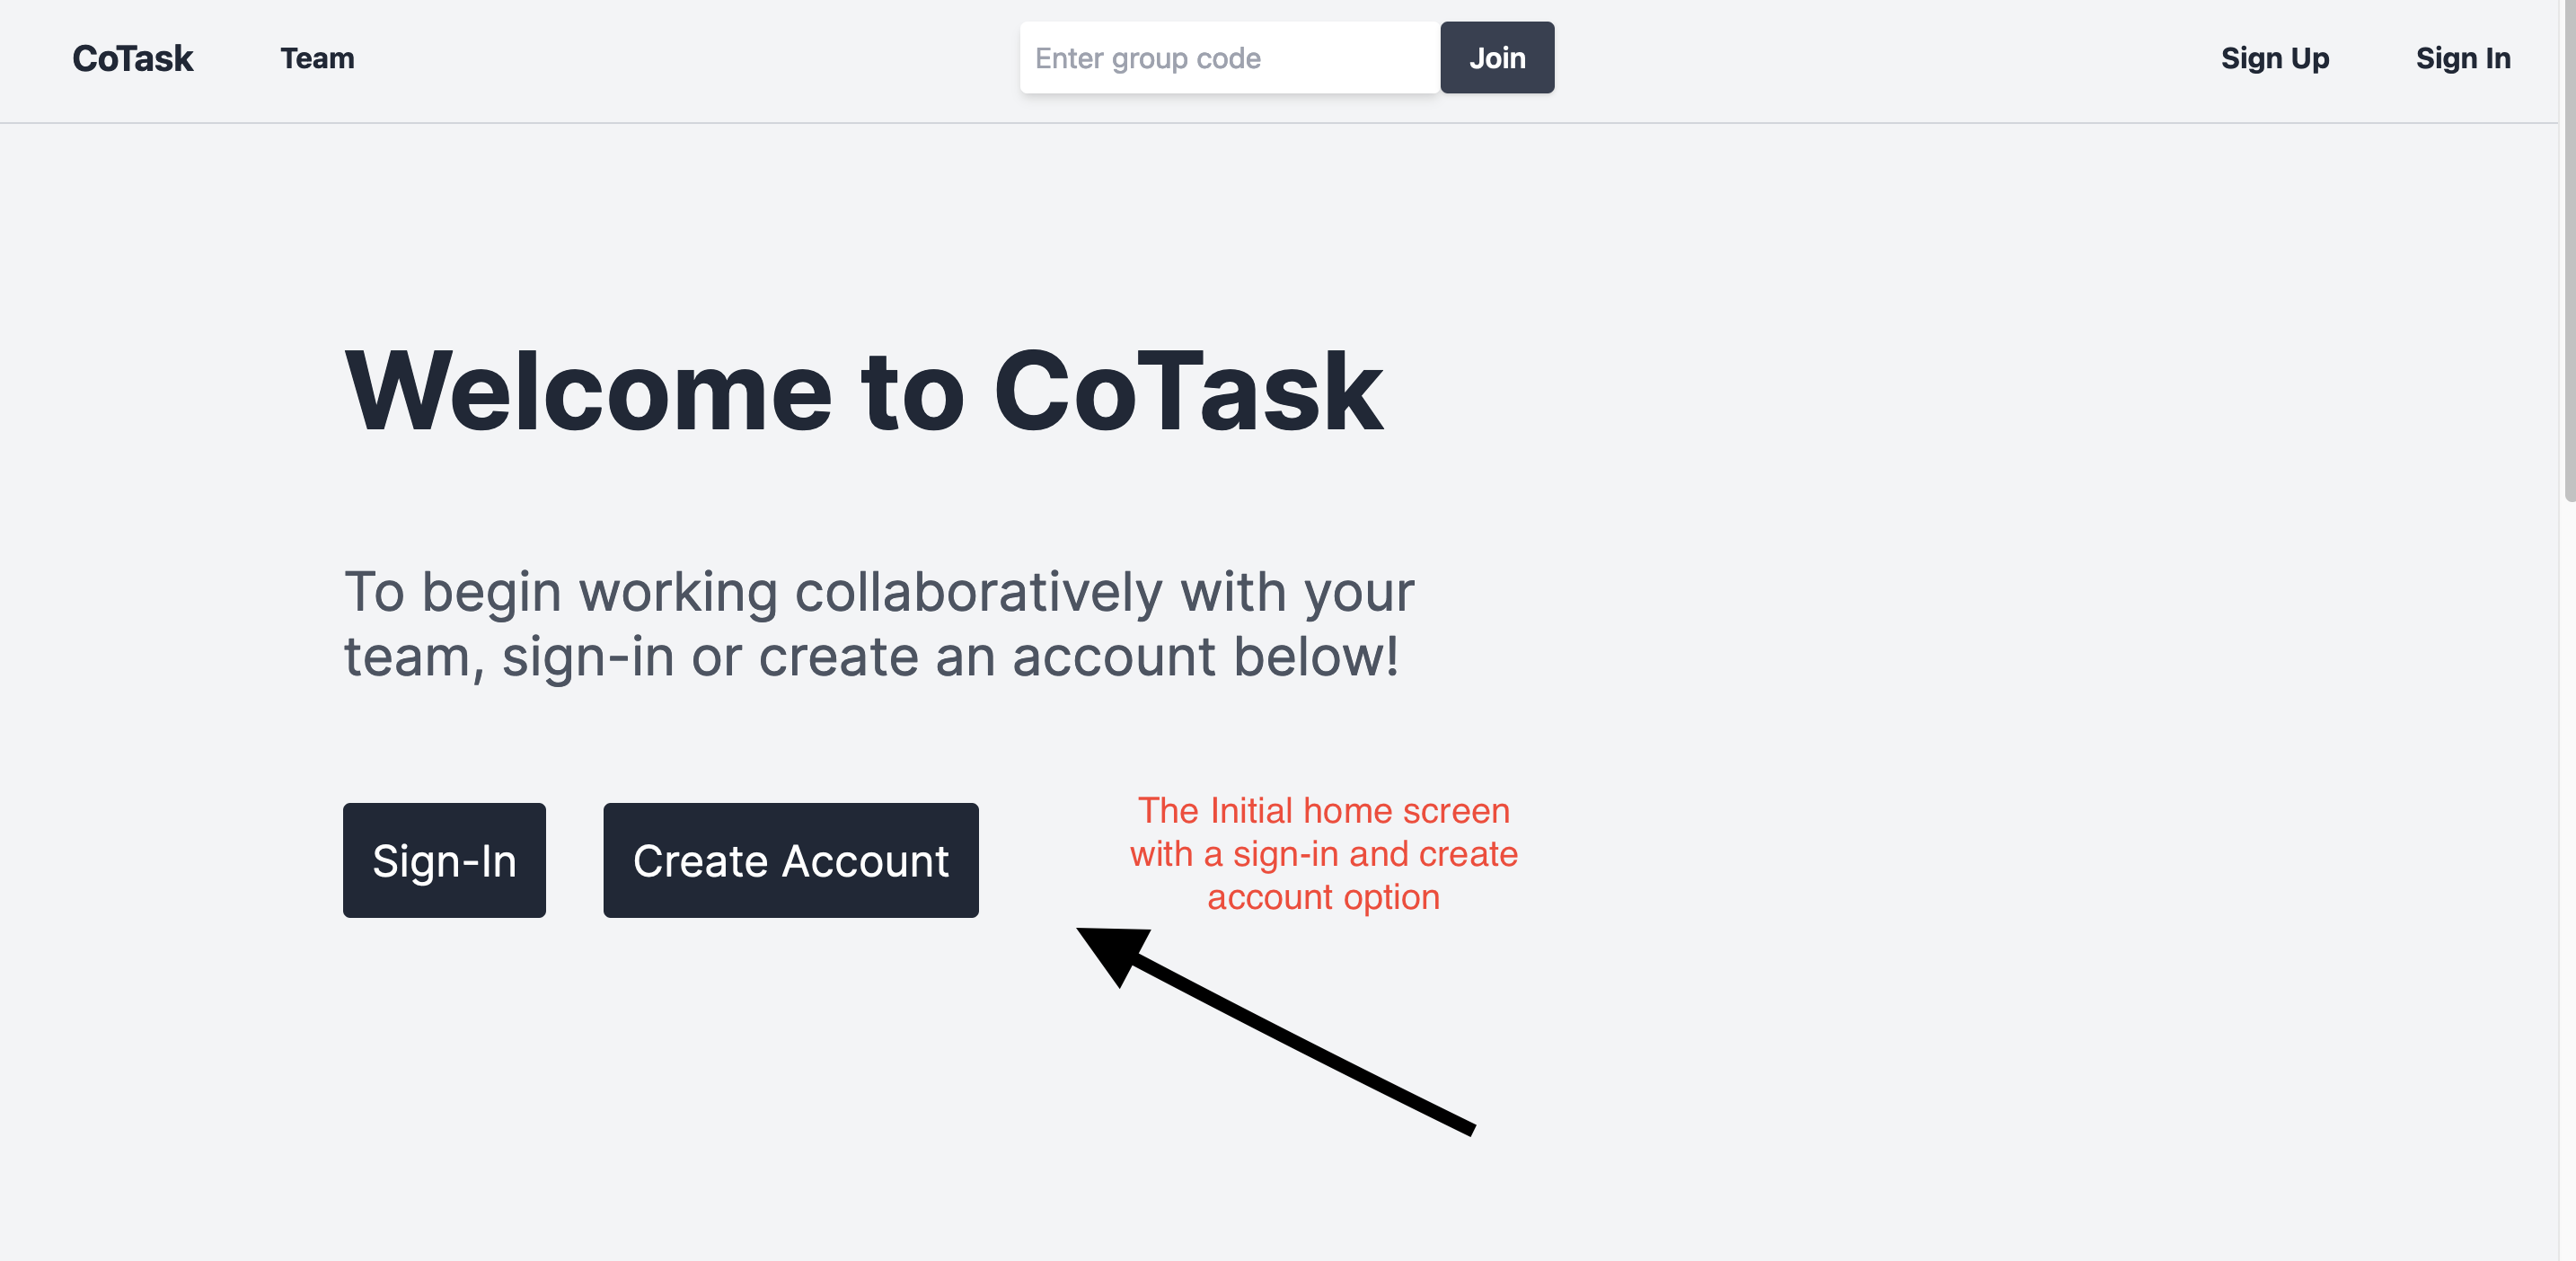 CoTask
Team
Enter group code
Join
Sign Up
Sign In
Welcome to CoTask
To begin working collaboratively with your
team, sign-in or create an account below!
Sign-In
Create Account
The Initial home screen
with a sign-in and create
account option